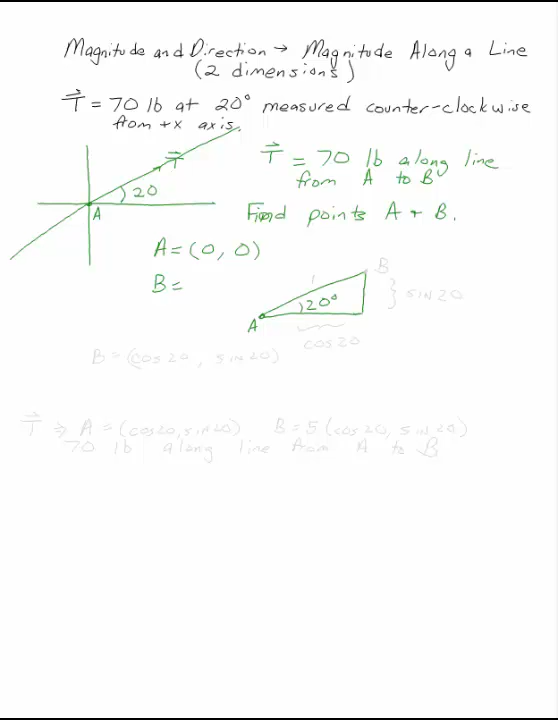 Magnitude and Direction → Magnitude Along a Line
(2 dimensions)
T = 70 lb at 20° measured counter-clockwise
from +x axis.
T
20
A
T = 70 lb along line
from A to B
Find points A + B.
A = (0, 0)
B =
1
B
20°
} sin 20
A
cos 20
B = (cos 20, sin 20)
T ⇒ A = (cos 20, sin 20) B = 5 (cos 20, sin 20)
70 lb along line from A to B